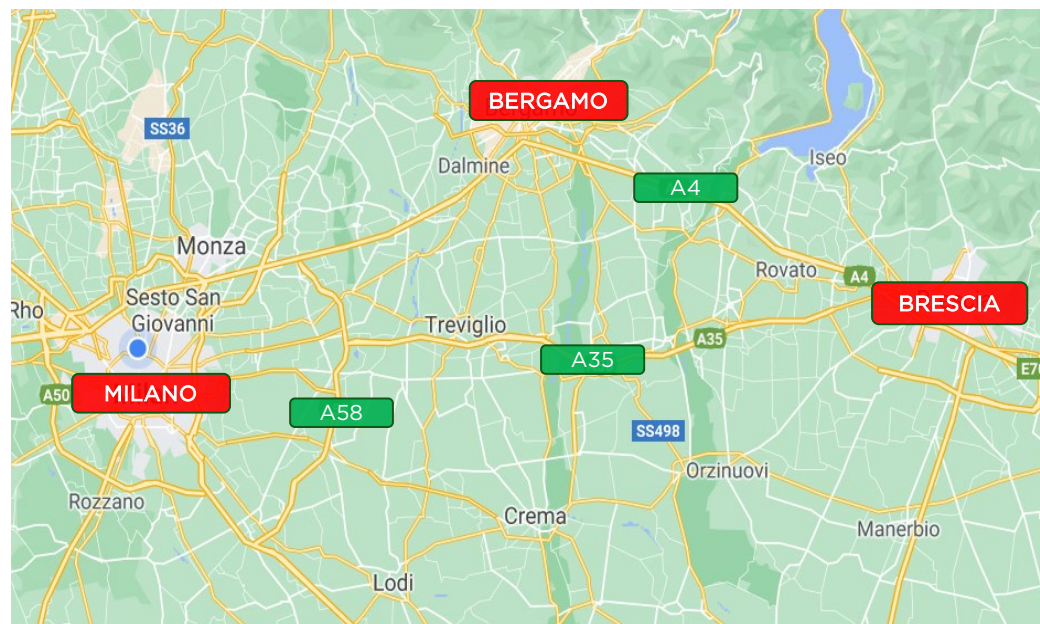 BERGAMO
SS36
Dalmine
Iseo
A4
Monza
Rovato
A4
Sesto San
Giovanni
Rho
BRESCIA
Treviglio
A35
A35
E70
A50
MILANO
A58
SS498
Orzinuovi
Rozzano
Crema
Manerbio
Lodi